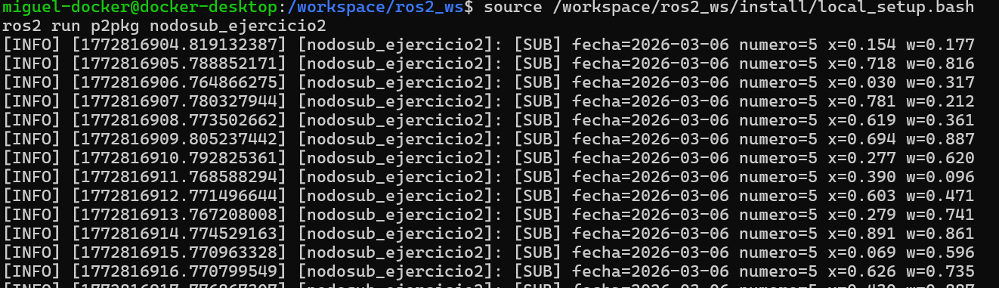 miguel-docker@docker-desktop:/workspace/ros2_ws$ source /workspace/ros2_ws/install/local_setup.bash
ros2 run p2pkg nodosub_ejercicio2
[INFO] [1772816904.819132387] [nodosub_ejercicio2]: [SUB] fecha=2026-03-06 numero=5 x=0.154 w=0.177
[INFO] [1772816905.788852171] [nodosub_ejercicio2]: [SUB] fecha=2026-03-06 numero=5 x=0.718 w=0.816
[INFO] [1772816906.764866275] [nodosub_ejercicio2]: [SUB] fecha=2026-03-06 numero=5 x=0.030 w=0.317
[INFO] [1772816907.780327944] [nodosub_ejercicio2]: [SUB] fecha=2026-03-06 numero=5 x=0.781 w=0.212
[INFO] [1772816908.773502662] [nodosub_ejercicio2]: [SUB] fecha=2026-03-06 numero=5 x=0.619 w=0.361
[INFO] [1772816909.805237442] [nodosub_ejercicio2]: [SUB] fecha=2026-03-06 numero=5 x=0.694 w=0.887
[INFO] [1772816910.792825361] [nodosub_ejercicio2]: [SUB] fecha=2026-03-06 numero=5 x=0.277 w=0.620
[INFO] [1772816911.768588294] [nodosub_ejercicio2]: [SUB] fecha=2026-03-06 numero=5 x=0.390 w=0.096
[INFO] [1772816912.771496644] [nodosub_ejercicio2]: [SUB] fecha=2026-03-06 numero=5 x=0.603 w=0.471
[INFO] [1772816913.767208008] [nodosub_ejercicio2]: [SUB] fecha=2026-03-06 numero=5 x=0.279 w=0.741
[INFO] [1772816914.774529163] [nodosub_ejercicio2]: [SUB] fecha=2026-03-06 numero=5 x=0.891 w=0.861
[INFO] [1772816915.770963328] [nodosub_ejercicio2]: [SUB] fecha=2026-03-06 numero=5 x=0.069 w=0.596
[INFO] [1772816916.770799549] [nodosub_ejercicio2]: [SUB] fecha=2026-03-06 numero=5 x=0.626 w=0.735
[INFO] [nodosub_ejercicio2]: [SUB] fecha=2026-03-06 numero=5